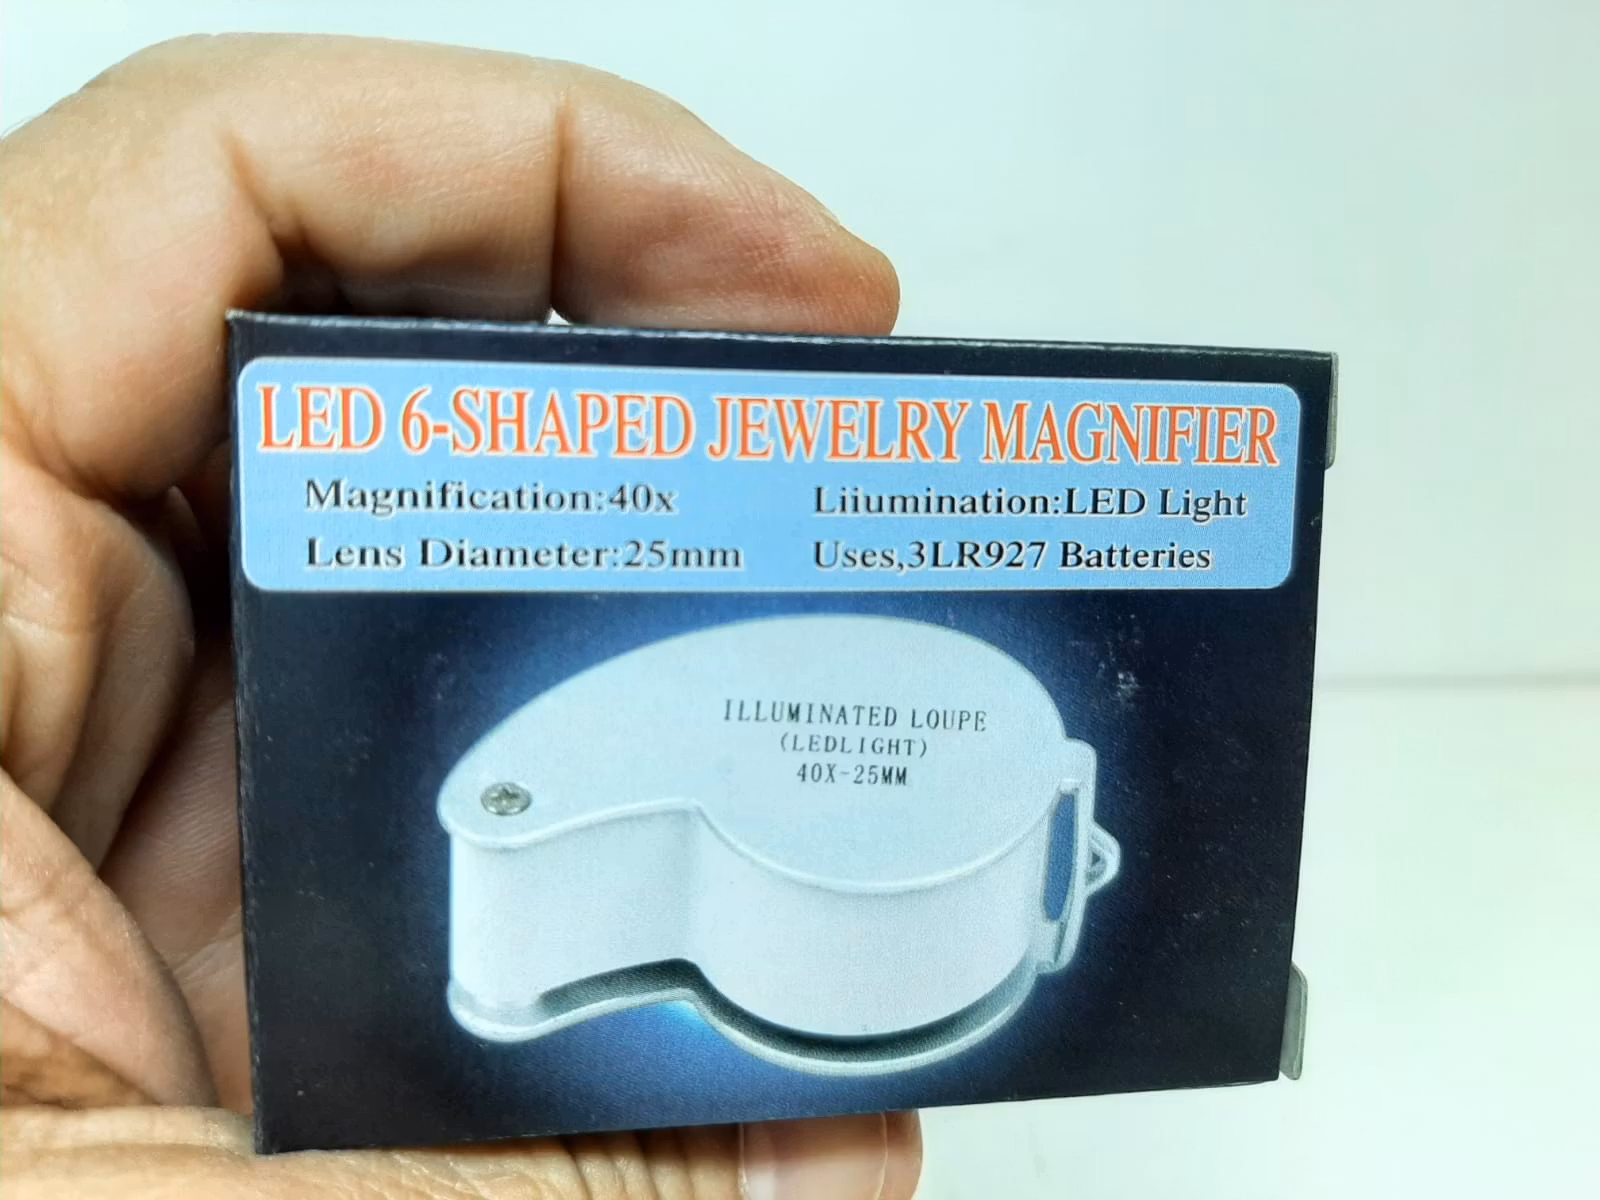 LED 6-SHAPED JEWELRY MAGNIFIER
Magnification:40x
Liiumination:LED Light
Lens Diameter:25mm
Uses,3LR927 Batteries
ILLUMINATED LOUPE
(LEDLIGHT)
40X-25MM